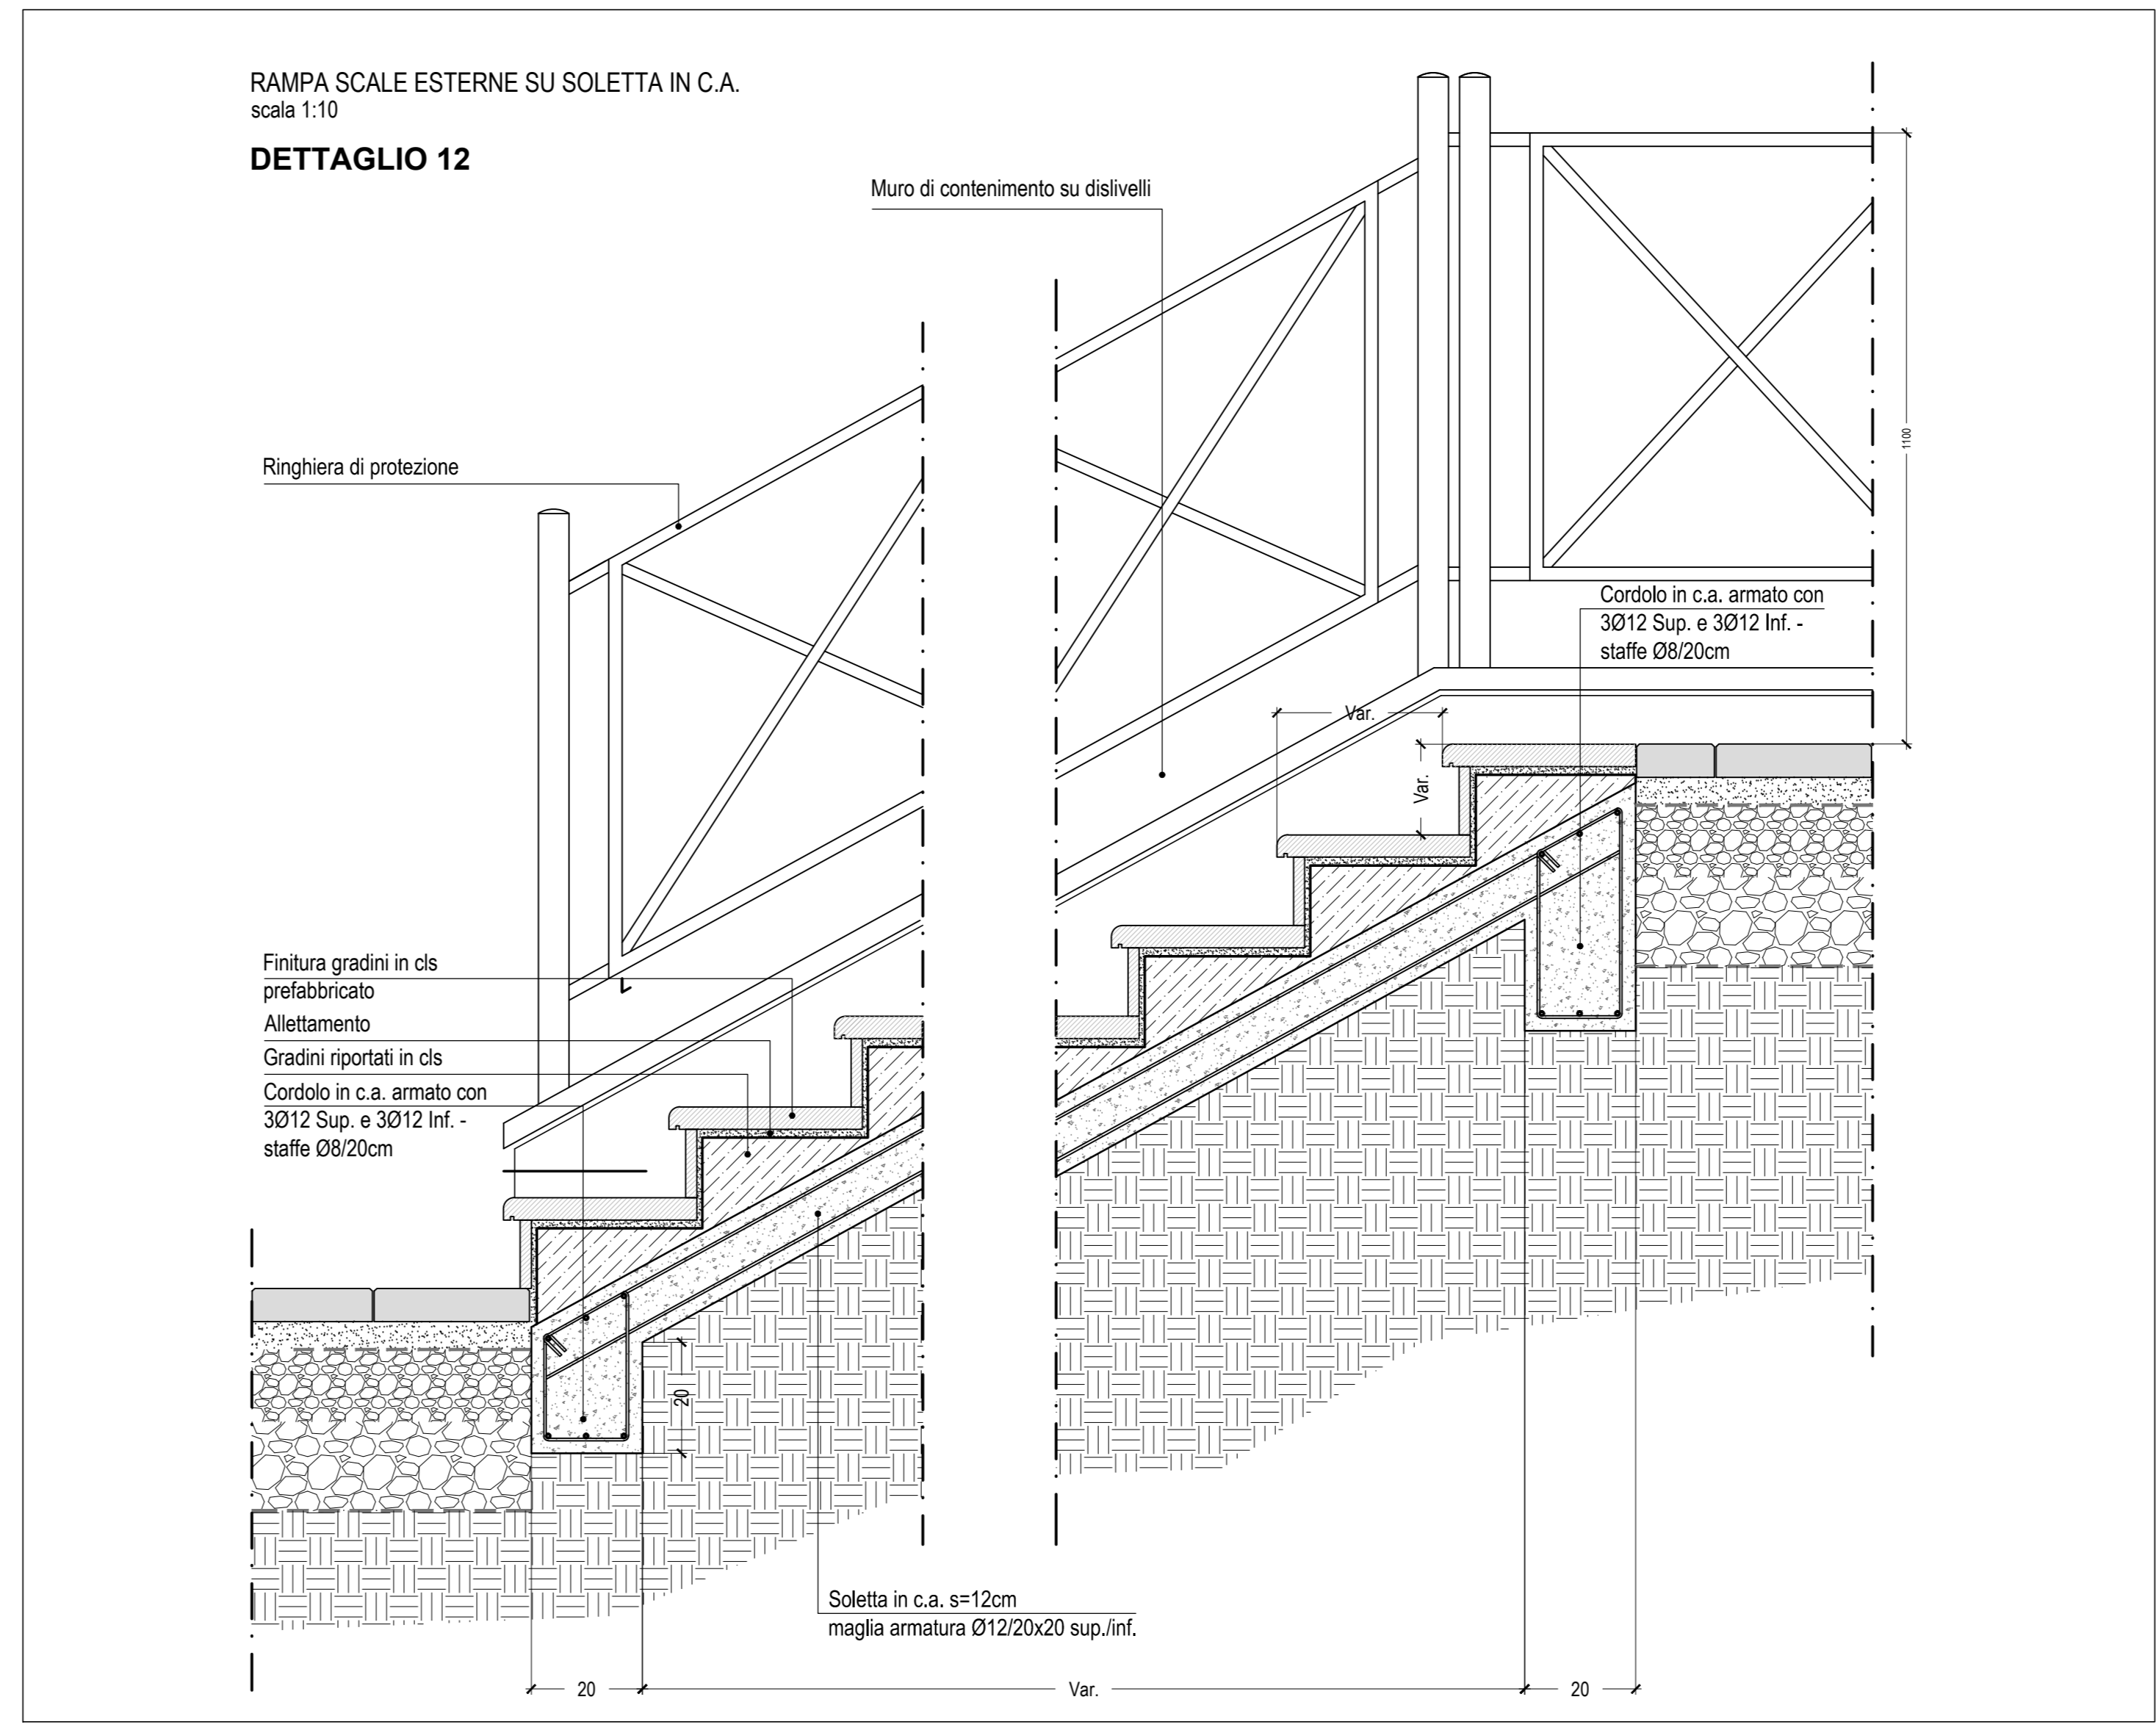 RAMPA SCALE ESTERNE SU SOLETTA IN C.A.
scala 1:10
DETTAGLIO 12
Muro di contenimento su dislivelli
Ringhiera di protezione
1100
Cordolo in c.a. armato con
3Ø12 Sup. e 3Ø12 Inf. -
staffe Ø8/20cm
Var.
Var.
Finitura gradini in cls
prefabbricato
Allettamento
Gradini riportati in cls
Cordolo in c.a. armato con
3Ø12 Sup. e 3Ø12 Inf. -
staffe Ø8/20cm
20
Soletta in c.a. s=12cm
maglia armatura Ø12/20x20 sup./inf.
20
Var.
20